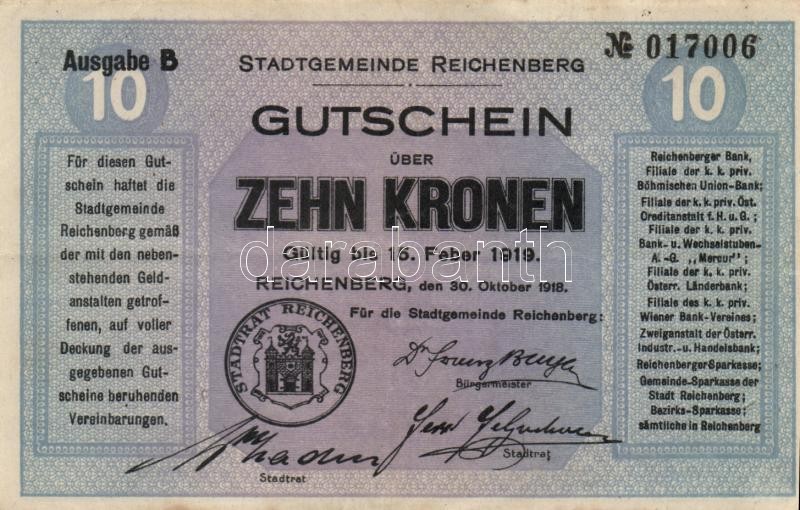 Ausgabe B
10
STADTGEMEINDE REICHENBERG
№ 017006
10
GUTSCHEIN
ÜBER
ZEHN KRONEN
Gültig bis 15. Feber 1919.
REICHENBERG, den 30. Oktober 1918.
Für die Stadtgemeinde Reichenberg:
Für diesen Gut-
schein haftet die
Stadtgemeinde
Reichenberg gemäß
der mit den neben-
stehenden Geld-
anstalten getrof-
fenen, auf voller
Deckung der aus-
gegebenen Gut-
scheine beruhenden
Vereinbarungen.
STADTRAT REICHENBERG
Bürgermeister
Stadtrat
Stadtrat
Reichenberger Bank,
Filiale der k. k. priv.
Böhmischen Union-Bank;
Filiale der k. k. priv. Öst.
Creditanstalt f. H. u. G.;
Filiale der k. k. priv.
Bank- u. Wechselstuben-
A.-G. „Mercur";
Filiale der k. k. priv.
Österr. Länderbank;
Filiale des k. k. priv.
Wiener Bank-Vereines;
Zweiganstalt der Österr.
Industr.- u. Handelsbank;
Reichenberger Sparkasse;
Gemeinde-Sparkasse der
Stadt Reichenberg;
Bezirks-Sparkasse;
sämtliche in Reichenberg
darabanth